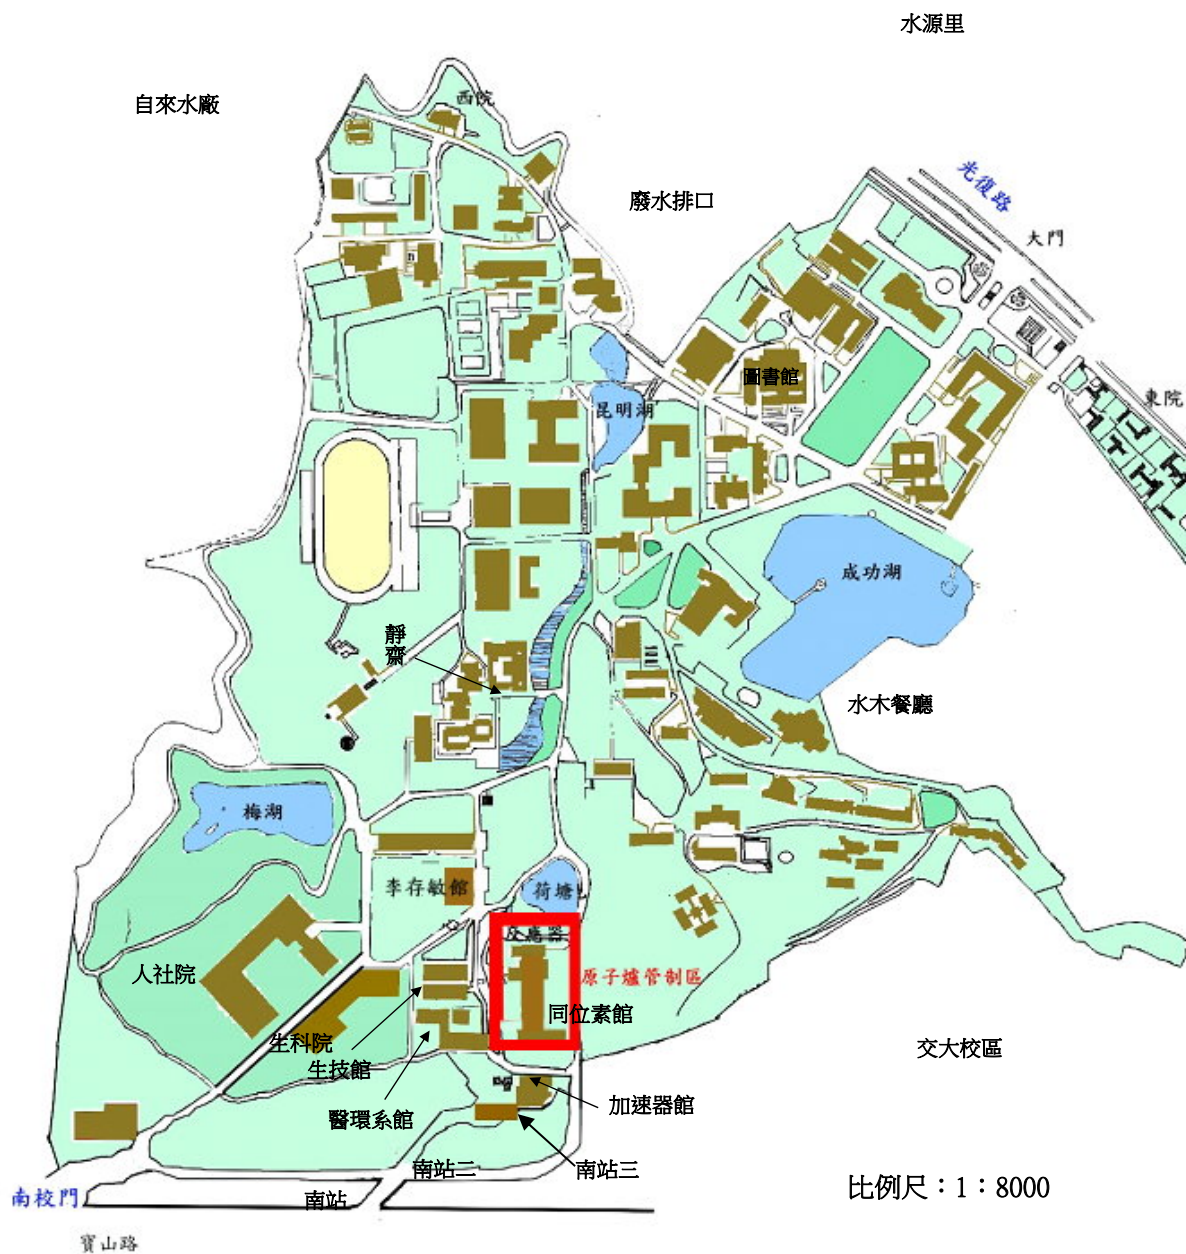 水源里
自來水廠
西院
光復路
廢水排口
大門
圖書館
東院
昆明湖
成功湖
靜
齋
水木餐廳
梅湖
李存敏館
荷塘
反應器
人社院
原子爐管制區
同位素館
生科院
交大校區
生技館
加速器館
醫環系館
南站二
南站三
南校門
南站
比例尺：1：8000
寶山路